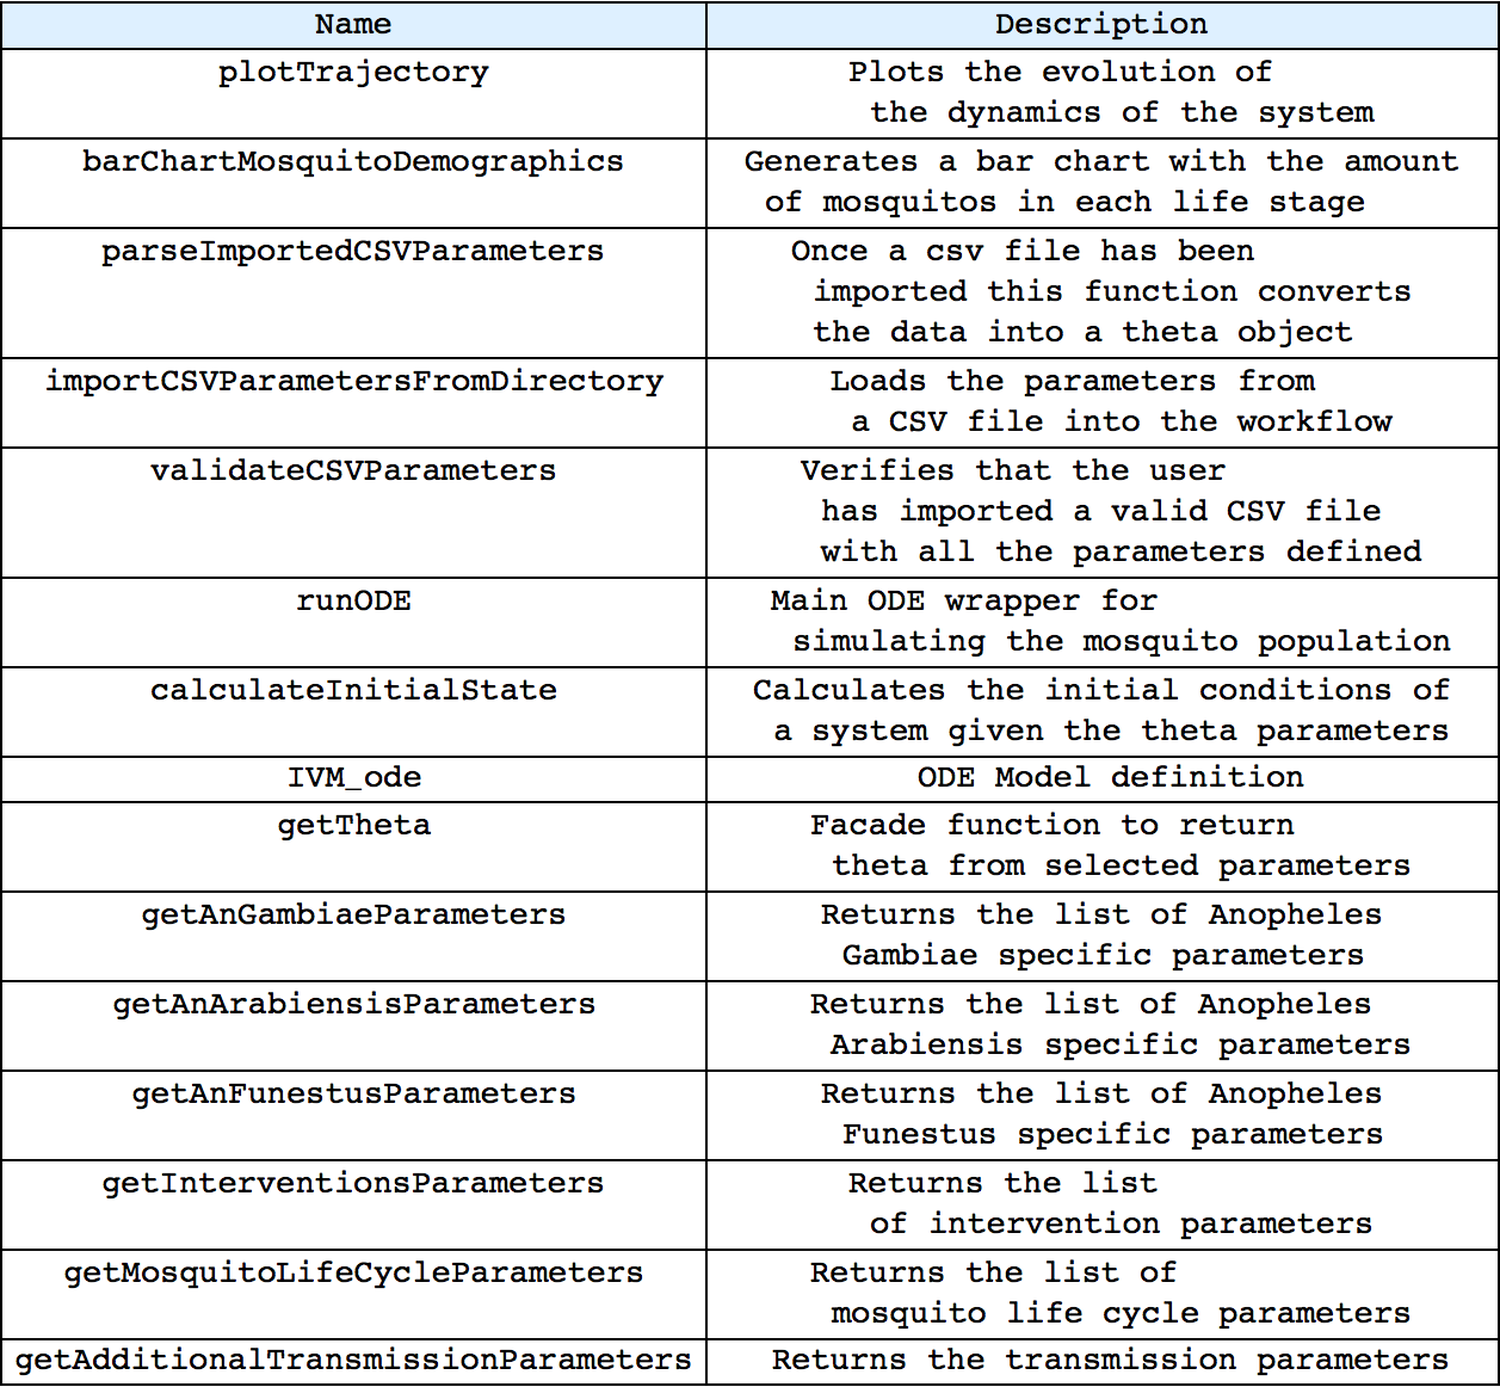 Name Description
plotTrajectory Plots the evolution of
the dynamics of the system
barChartMosquitoDemographics Generates a bar chart with the amount
of mosquitos in each life stage
parseImportedCSVParameters Once a csv file has been
imported this function converts
the data into a theta object
importCSVParametersFromDirectory Loads the parameters from
a CSV file into the workflow
validateCSVParameters Verifies that the user
has imported a valid CSV file
with all the parameters defined
runODE Main ODE wrapper for
simulating the mosquito population
calculateInitialState Calculates the initial conditions of
a system given the theta parameters
IVM_ode ODE Model definition
getTheta Facade function to return
theta from selected parameters
getAnGambiaeParameters Returns the list of Anopheles
Gambiae specific parameters
getAnArabiensisParameters Returns the list of Anopheles
Arabiensis specific parameters
getAnFunestusParameters Returns the list of Anopheles
Funestus specific parameters
getInterventionsParameters Returns the list
of intervention parameters
getMosquitoLifeCycleParameters Returns the list of
mosquito life cycle parameters
getAdditionalTransmissionParameters Returns the transmission parameters